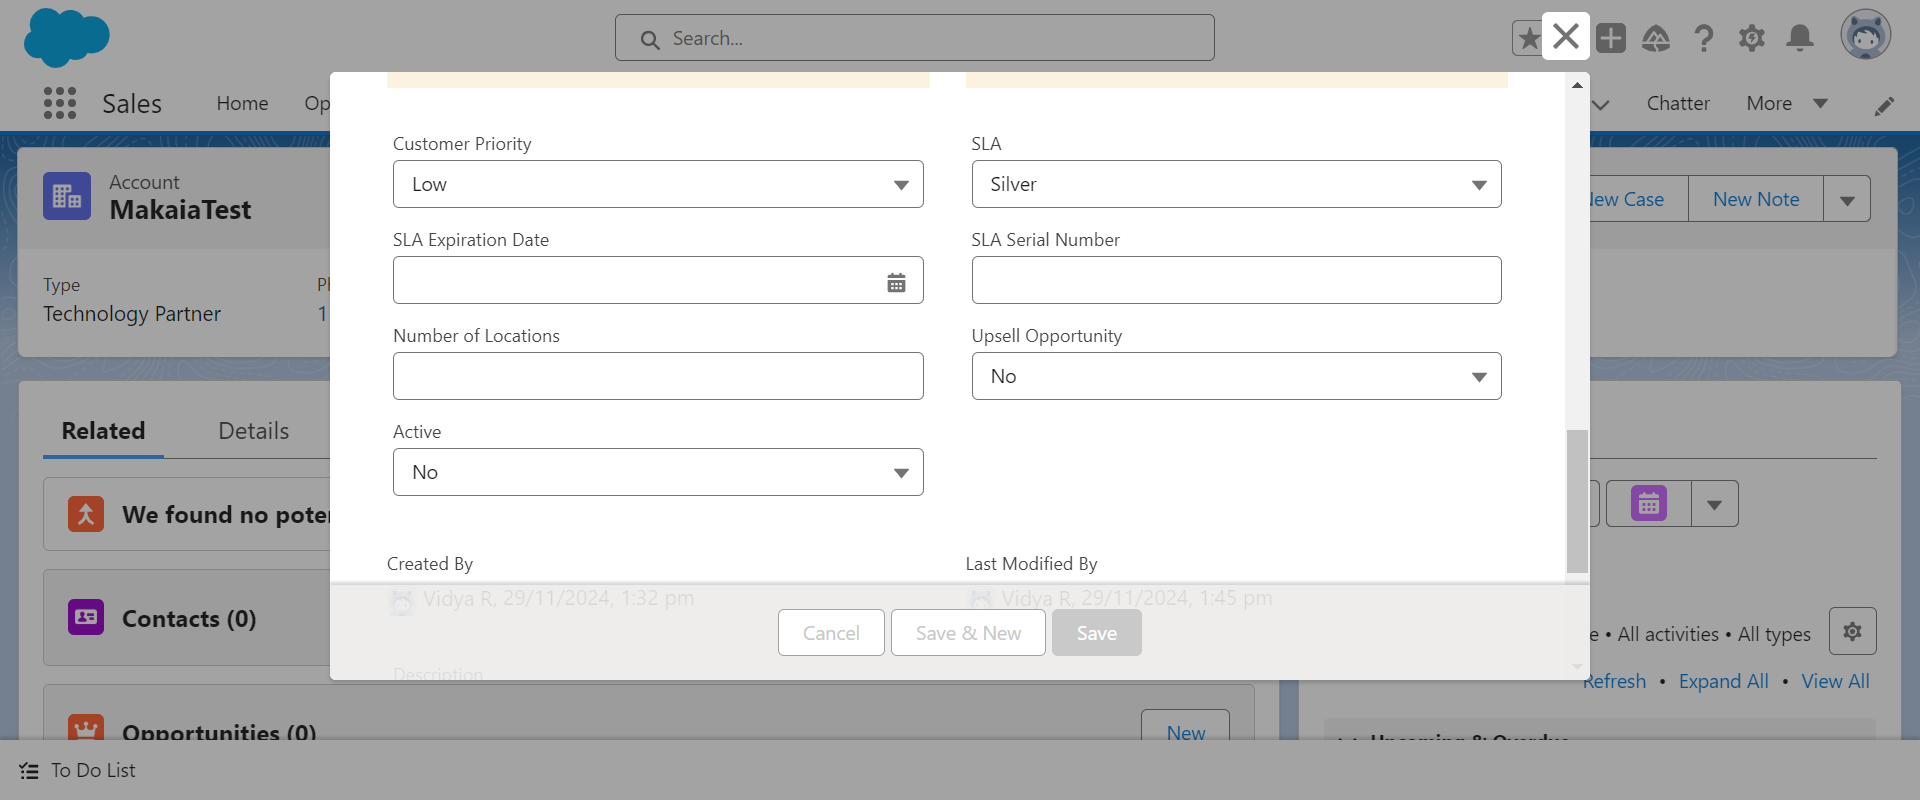 Search...
Sales
Home
Op
Chatter
More
Account
MakaiaTest
New Case
New Note
Type
Technology Partner
1
Customer Priority
Low
SLA
Silver
SLA Expiration Date
SLA Serial Number
Number of Locations
Upsell Opportunity
No
Active
No
Created By
Vidya R, 29/11/2024, 1:32 pm
Last Modified By
Vidya R, 29/11/2024, 1:45 pm
Description
Cancel
Save & New
Save
Related
Details
We found no poter
Contacts (0)
Opportunities (0)
New
e • All activities • All types
Refresh • Expand All • View All
Upcoming & Overdue
To Do List